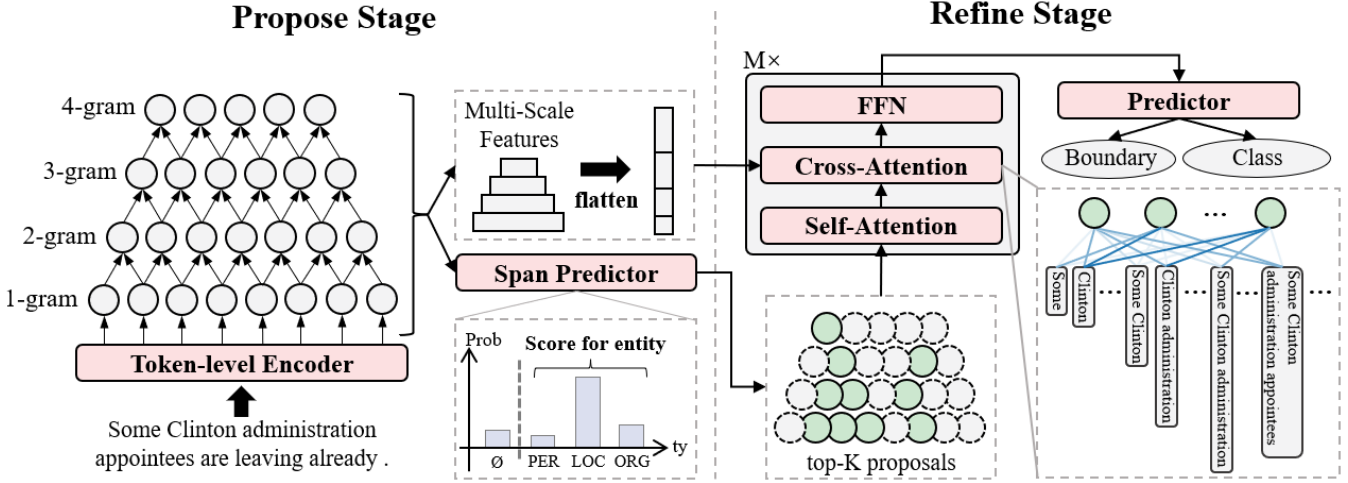 Propose Stage
4-gram
3-gram
2-gram
1-gram
Token-level Encoder
Some Clinton administration
appointees are leaving already .
Multi-Scale
Features
flatten
Span Predictor
Prob
Score for entity
Ø
PER
LOC
ORG
ty
Refine Stage
M×
FFN
Cross-Attention
Self-Attention
top-K proposals
Predictor
Boundary
Class
...
Some
Clinton
...
Some Clinton
Clinton administration
...
Some Clinton administration
...
Some Clinton
administration appointees
...